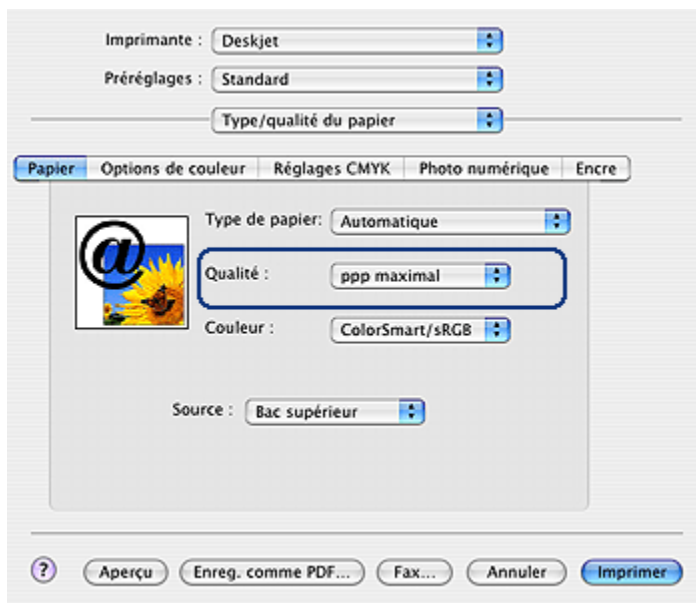 Imprimante : Deskjet
Préréglages : Standard
Type/qualité du papier
Papier Options de couleur Réglages CMYK Photo numérique Encre
@
Type de papier: Automatique
Qualité : ppp maximal
Couleur : ColorSmart/sRGB
Source : Bac supérieur
? Aperçu Enreg. comme PDF... Fax... Annuler Imprimer